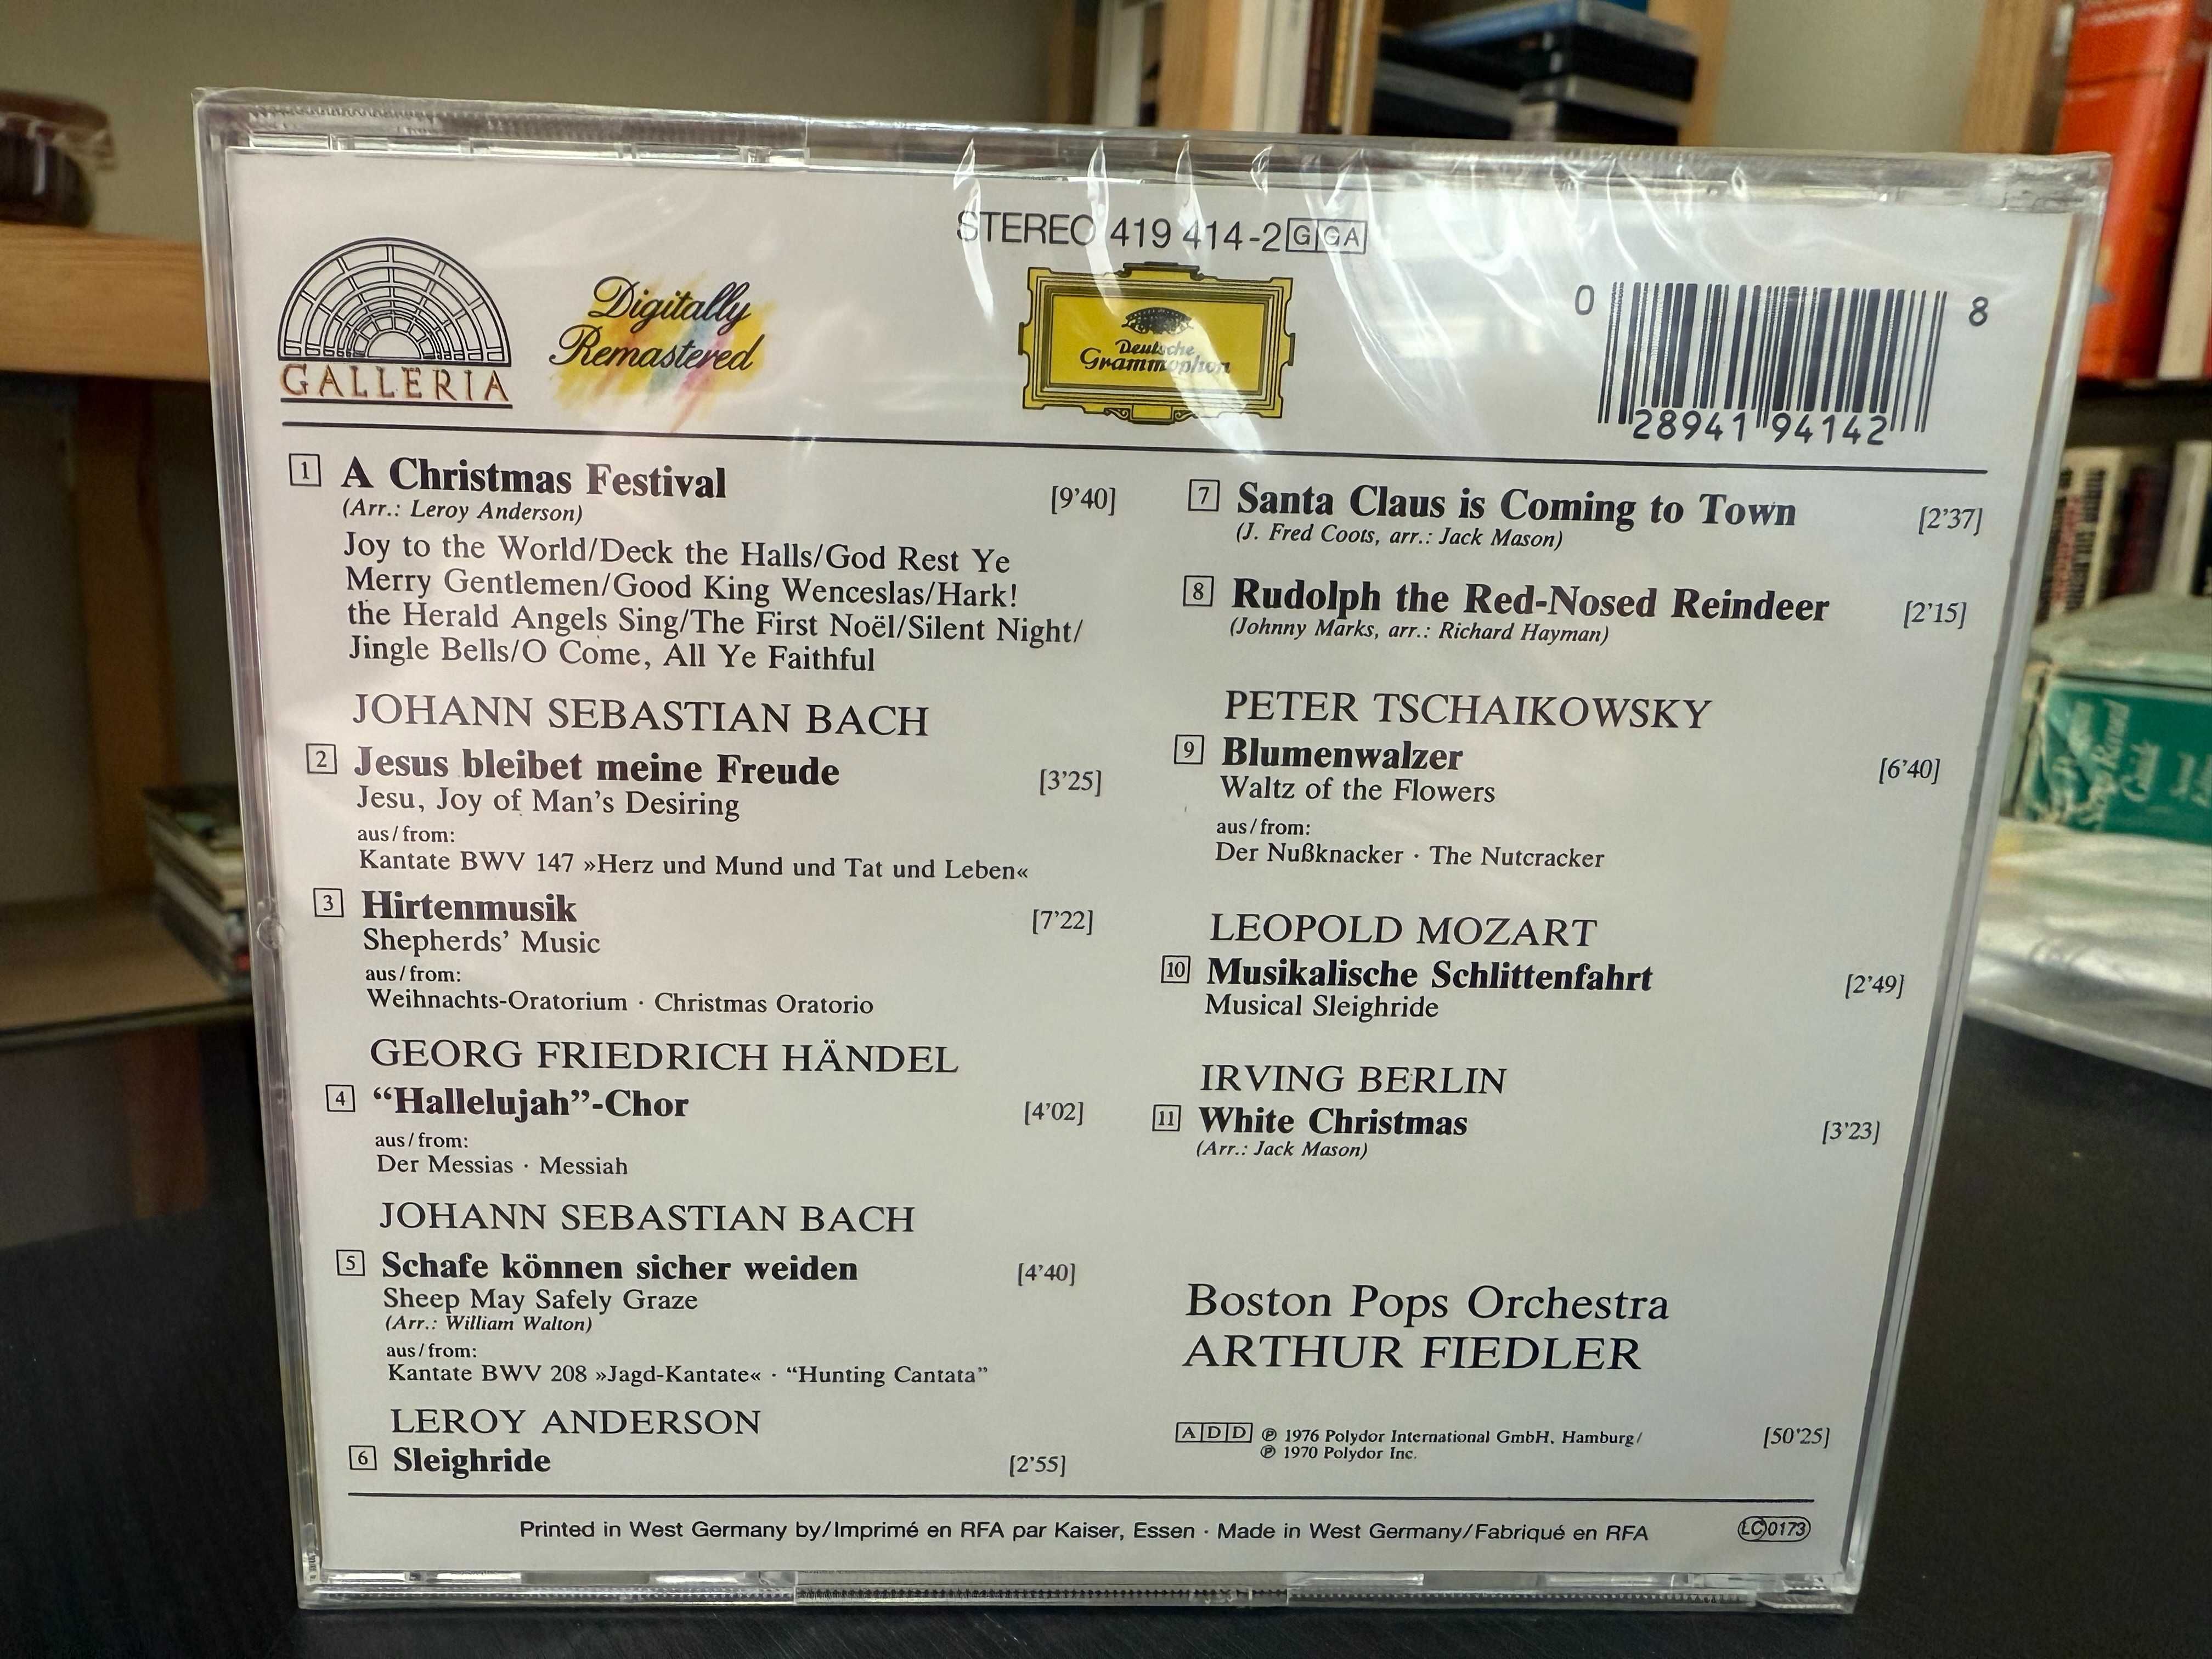 STEREO 419 414-2 G GA
GALLERIA
Digitally
Remastered
Deutsche
Grammophon
0 8
28941 94142
1 A Christmas Festival [9'40]
(Arr.: Leroy Anderson)
Joy to the World/Deck the Halls/God Rest Ye
Merry Gentlemen/Good King Wenceslas/Hark!
the Herald Angels Sing/The First Noël/Silent Night/
Jingle Bells/O Come, All Ye Faithful
JOHANN SEBASTIAN BACH
2 Jesus bleibet meine Freude [3'25]
Jesu, Joy of Man's Desiring
aus/from:
Kantate BWV 147 »Herz und Mund und Tat und Leben«
3 Hirtenmusik [7'22]
Shepherds' Music
aus/from:
Weihnachts-Oratorium · Christmas Oratorio
GEORG FRIEDRICH HÄNDEL
4 “Hallelujah”-Chor [4'02]
aus/from:
Der Messias · Messiah
JOHANN SEBASTIAN BACH
5 Schafe können sicher weiden [4'40]
Sheep May Safely Graze
(Arr.: William Walton)
aus/from:
Kantate BWV 208 »Jagd-Kantate« · “Hunting Cantata”
LEROY ANDERSON
6 Sleighride [2'55]
7 Santa Claus is Coming to Town [2'37]
(J. Fred Coots, arr.: Jack Mason)
8 Rudolph the Red-Nosed Reindeer [2'15]
(Johnny Marks, arr.: Richard Hayman)
PETER TSCHAIKOWSKY
9 Blumenwalzer [6'40]
Waltz of the Flowers
aus/from:
Der Nußknacker · The Nutcracker
LEOPOLD MOZART
10 Musikalische Schlittenfahrt [2'49]
Musical Sleighride
IRVING BERLIN
11 White Christmas [3'23]
(Arr.: Jack Mason)
Boston Pops Orchestra
ARTHUR FIEDLER
ADD ℗ 1976 Polydor International GmbH, Hamburg/ [50'25]
℗ 1970 Polydor Inc.
Printed in West Germany by/Imprimé en RFA par Kaiser, Essen · Made in West Germany/Fabriqué en RFA
LC 0173